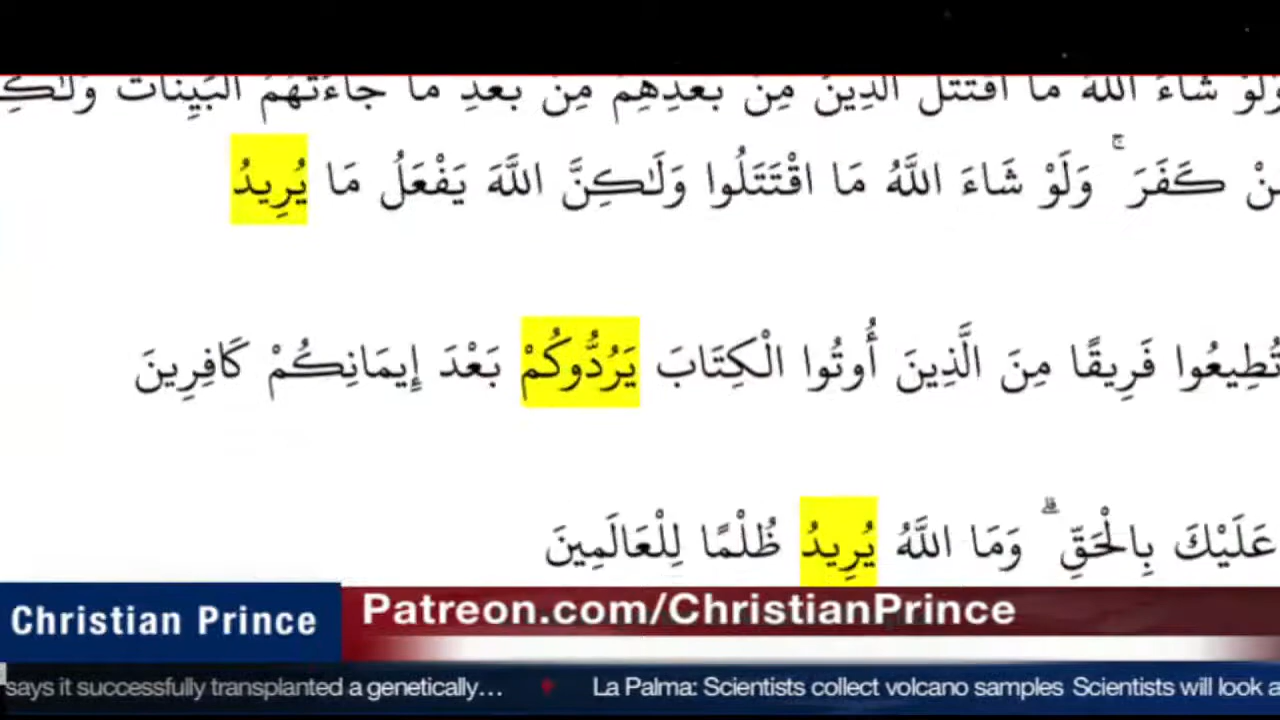 وَلَوْ شَاءَ اللَّهُ مَا اقْتَتَلَ الَّذِينَ مِنْ بَعْدِهِمْ مِنْ بَعْدِ مَا جَاءَتْهُمُ الْبَيِّنَاتُ
كَفَرَ ۚ وَلَوْ شَاءَ اللَّهُ مَا اقْتَتَلُوا وَلَٰكِنَّ اللَّهَ يَفْعَلُ مَا يُرِيدُ
تُطِيعُوا فَرِيقًا مِنَ الَّذِينَ أُوتُوا الْكِتَابَ يَرُدُّوكُمْ بَعْدَ إِيمَانِكُمْ كَافِرِينَ
عَلَيْكَ بِالْحَقِّ ۗ وَمَا اللَّهُ يُرِيدُ ظُلْمًا لِلْعَالَمِينَ
Christian Prince
Patreon.com/ChristianPrince
says it successfully transplanted a genetically... La Palma: Scientists collect volcano samples Scientists will look a